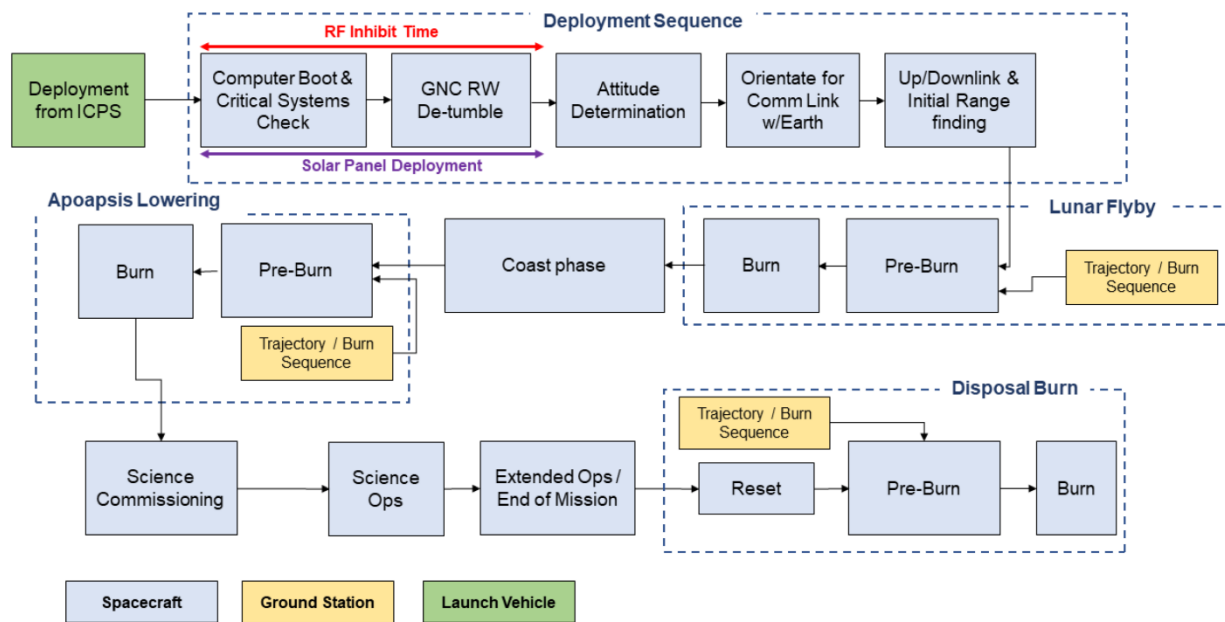 Deployment Sequence
RF Inhibit Time
Deployment
from ICPS
Computer Boot &
Critical Systems
Check
GNC RW
De-tumble
Attitude
Determination
Orientate for
Comm Link
w/Earth
Up/Downlink &
Initial Range
finding
Solar Panel Deployment
Lunar Flyby
Trajectory / Burn
Sequence
Pre-Burn
Burn
Coast phase
Apoapsis Lowering
Pre-Burn
Trajectory / Burn
Sequence
Burn
Science
Commissioning
Science
Ops
Extended Ops /
End of Mission
Disposal Burn
Trajectory / Burn
Sequence
Reset
Pre-Burn
Burn
Spacecraft
Ground Station
Launch Vehicle